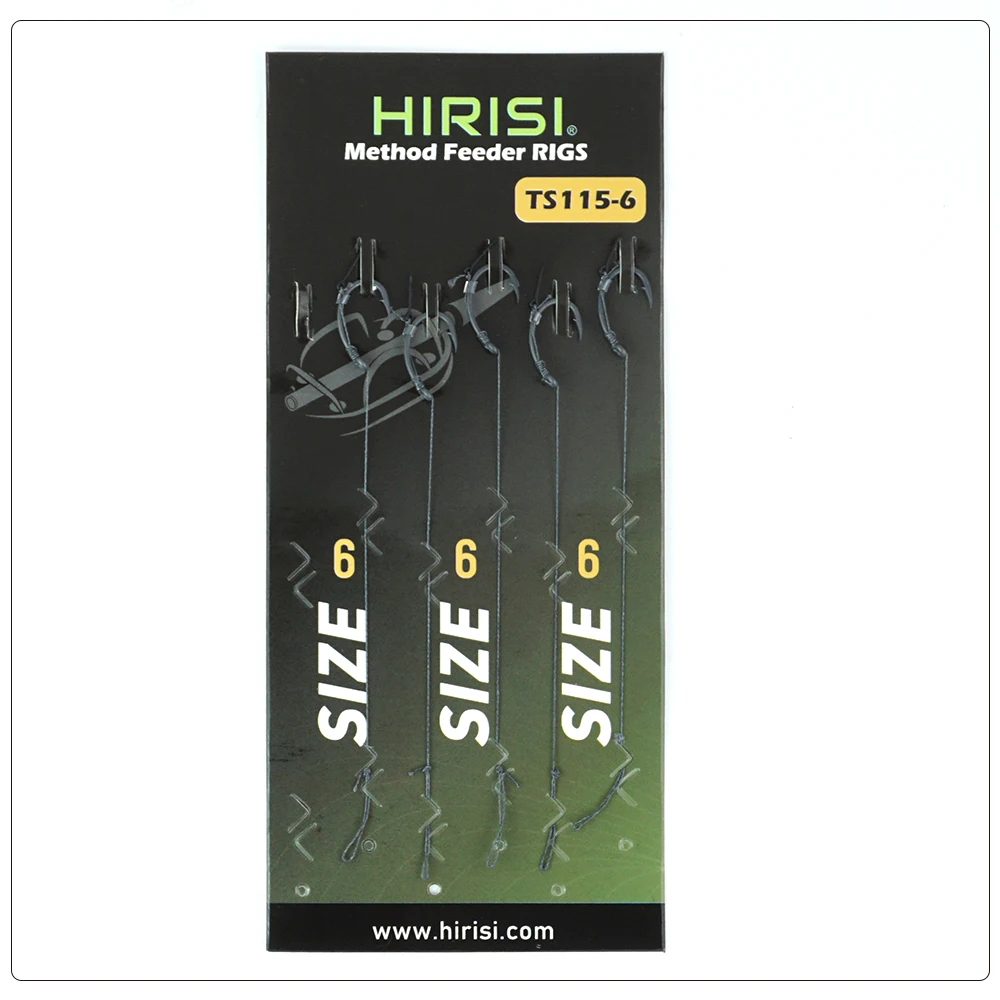 HIRISI®
Method Feeder RIGS
TS115-6
6 6 6
SIZE SIZE SIZE
www.hirisi.com